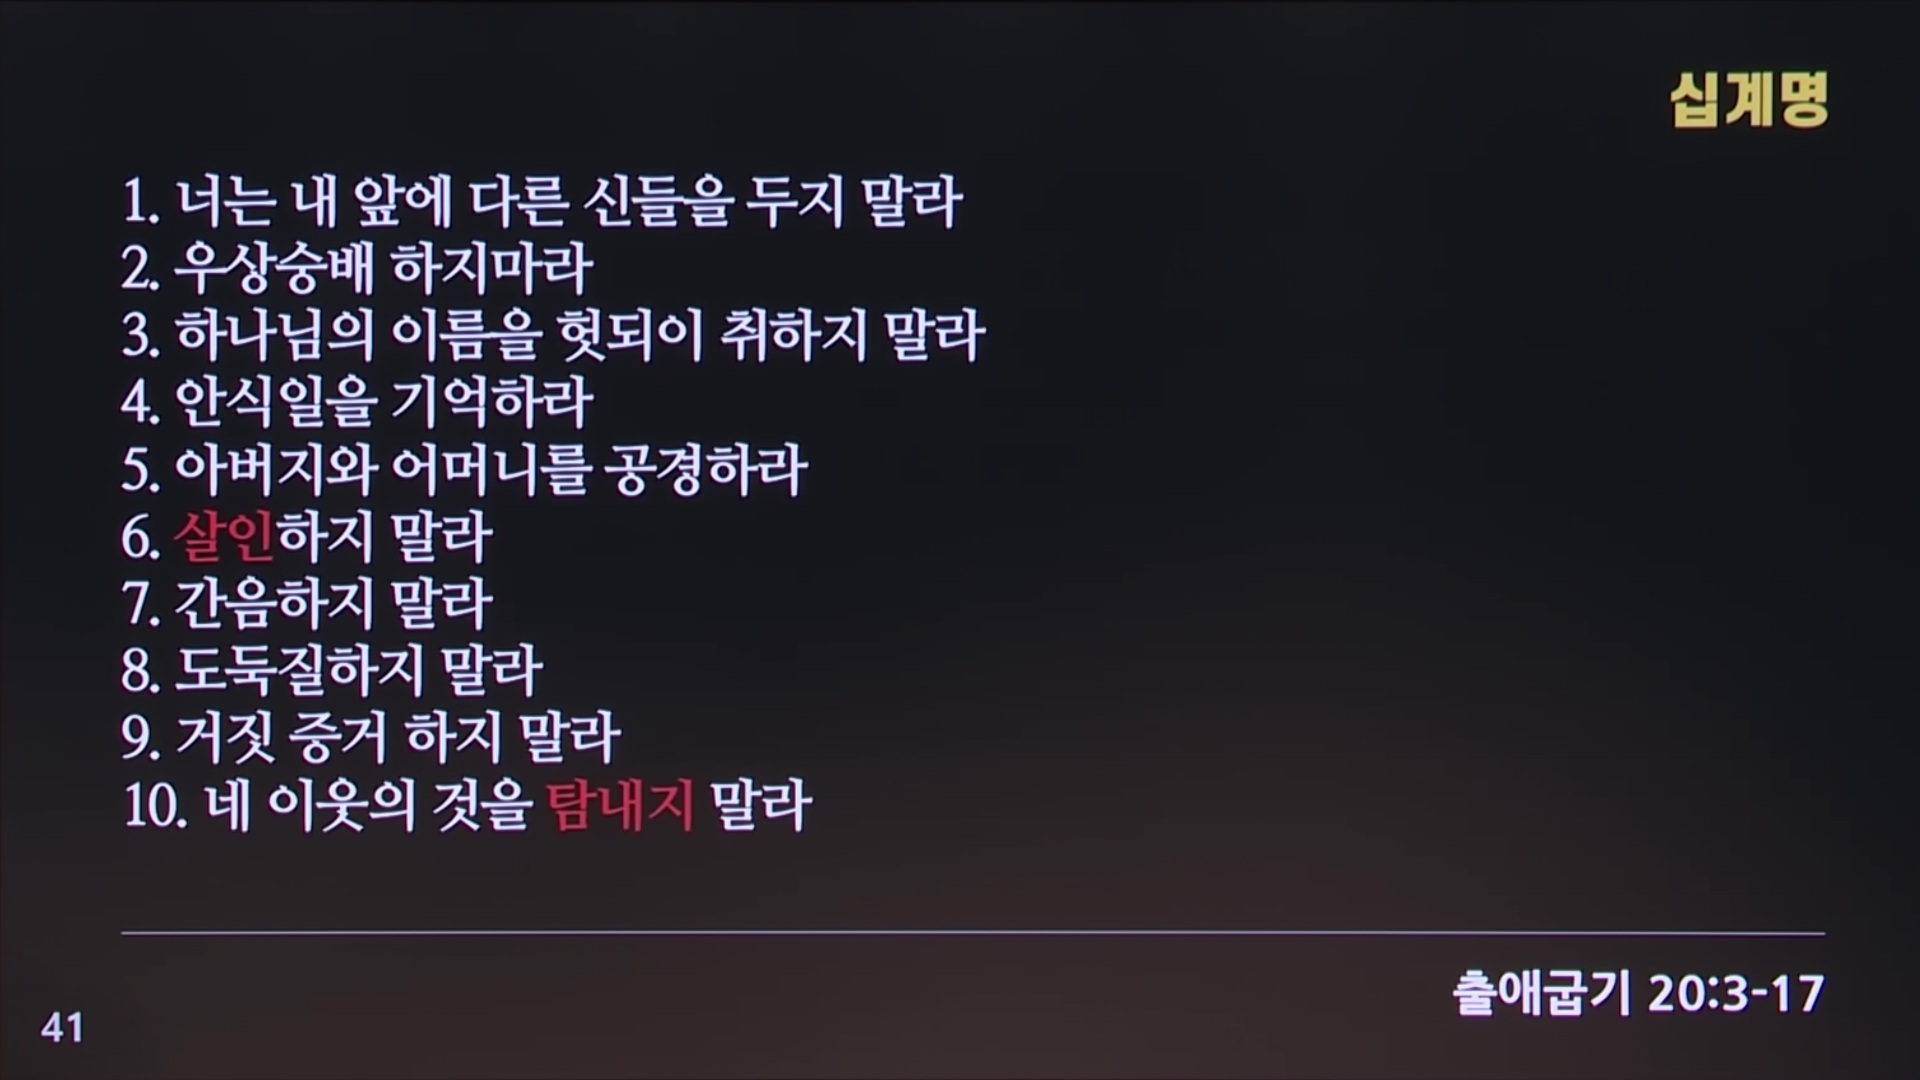 십계명
1. 너는 내 앞에 다른 신들을 두지 말라
2. 우상숭배 하지마라
3. 하나님의 이름을 헛되이 취하지 말라
4. 안식일을 기억하라
5. 아버지와 어머니를 공경하라
6. 살인하지 말라
7. 간음하지 말라
8. 도둑질하지 말라
9. 거짓 증거 하지 말라
10. 네 이웃의 것을 탐내지 말라
출애굽기 20:3-17
41